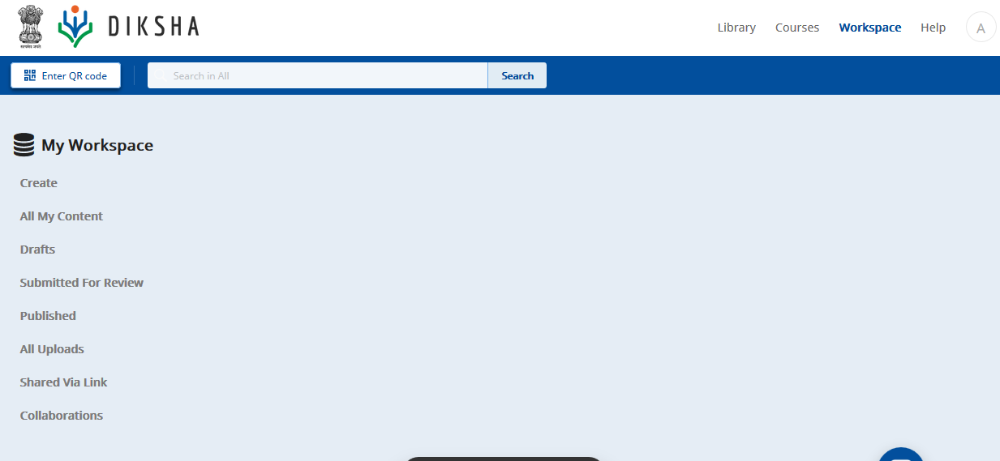 DIKSHA
Library Courses Workspace Help A
Enter QR code Search in All Search
My Workspace
Create
All My Content
Drafts
Submitted For Review
Published
All Uploads
Shared Via Link
Collaborations